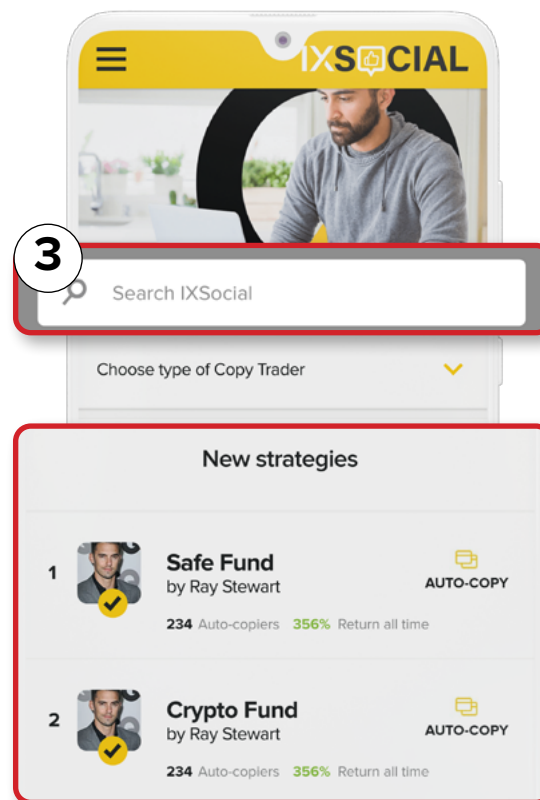 IXSOCIAL
3
Search IXSocial
Choose type of Copy Trader
New strategies
1
Safe Fund
by Ray Stewart
AUTO-COPY
234 Auto-copiers 356% Return all time
2
Crypto Fund
by Ray Stewart
AUTO-COPY
234 Auto-copiers 356% Return all time